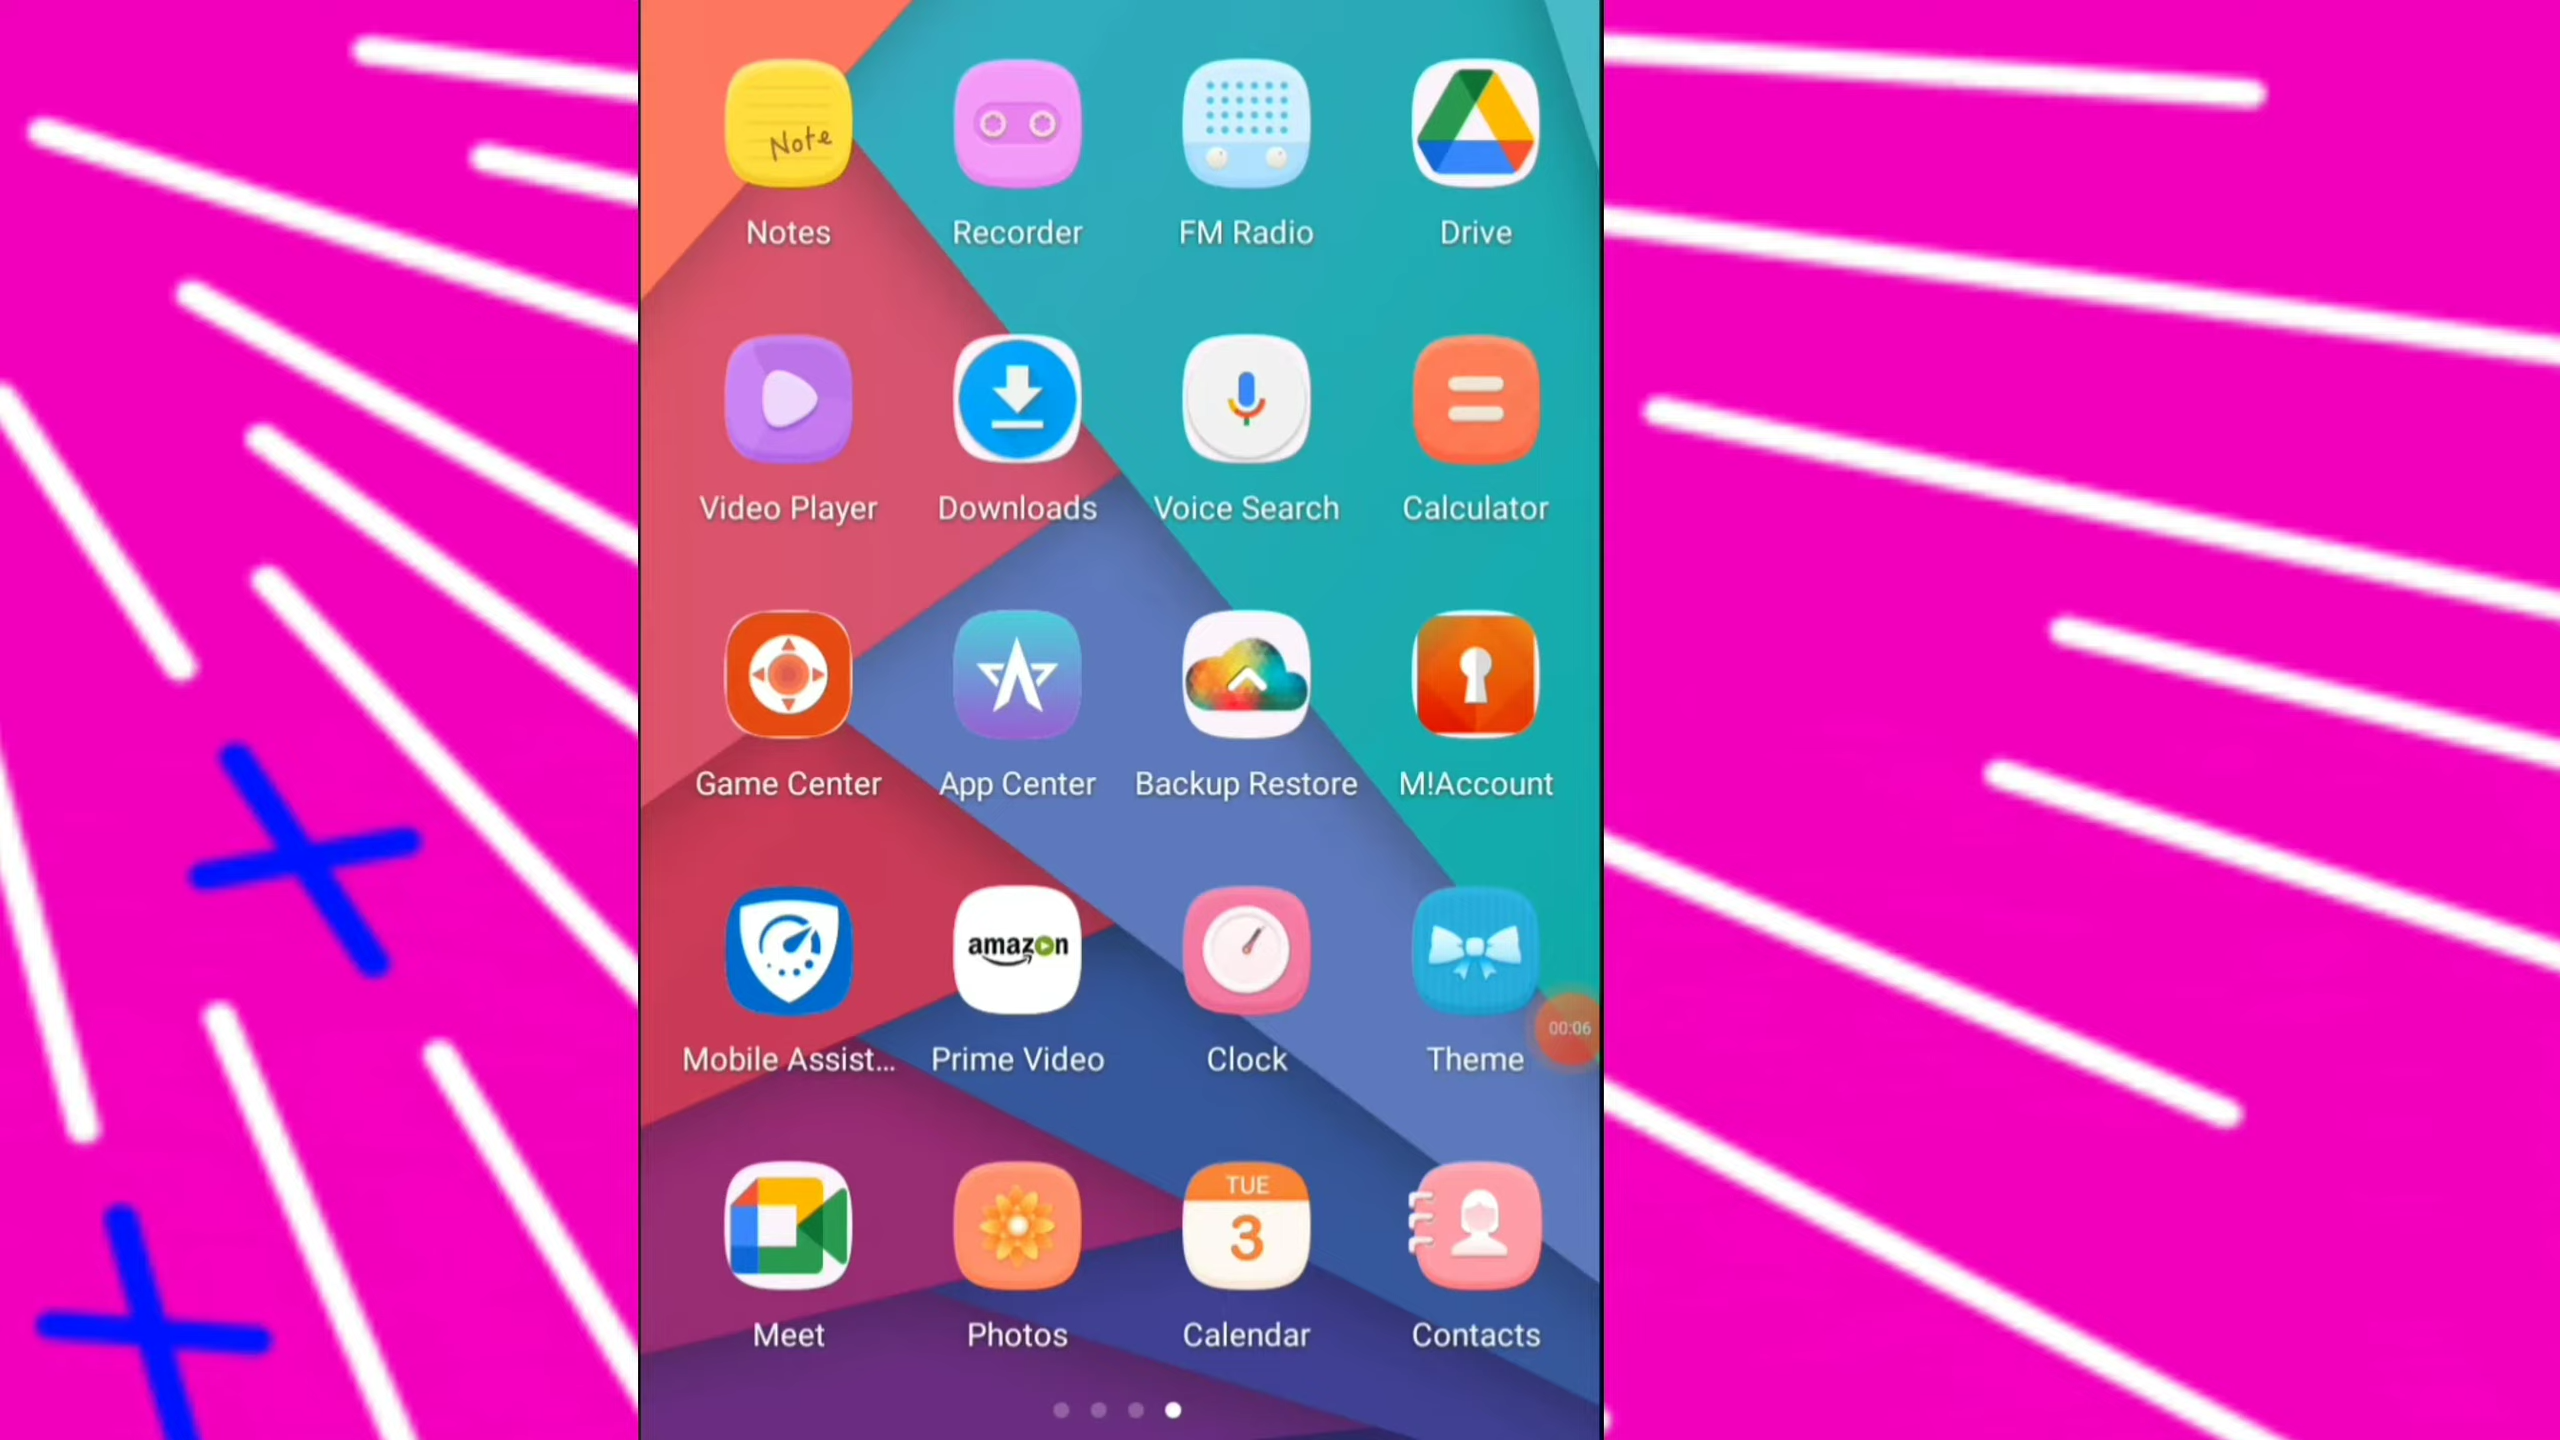 Note
Notes Recorder FM Radio Drive
Video Player Downloads Voice Search Calculator
Game Center App Center Backup Restore M!Account
amazon
00:06
Mobile Assist... Prime Video Clock Theme
TUE
3
Meet Photos Calendar Contacts